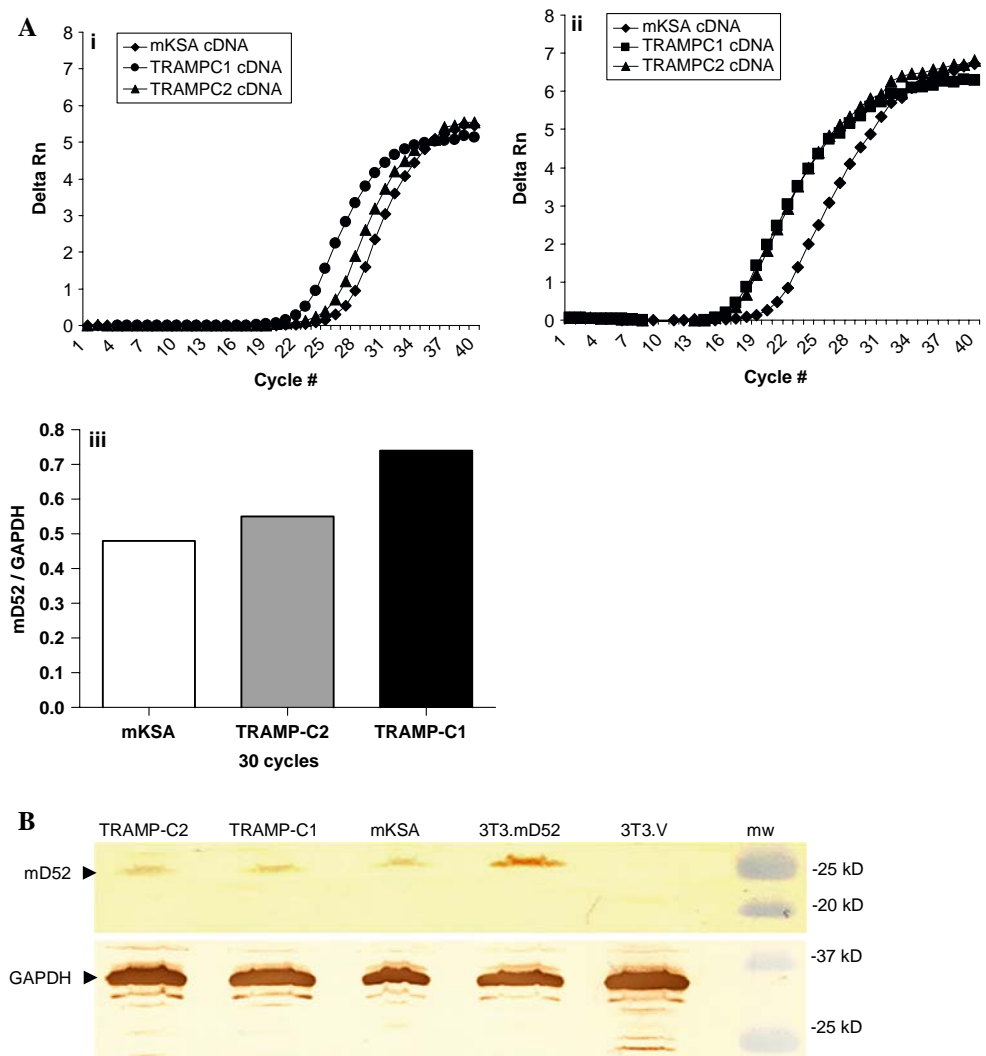 A
i
mKSA cDNA
TRAMPC1 cDNA
TRAMPC2 cDNA
8
7
6
5
4
3
2
1
0
Delta Rn
1 4 7 10 13 16 19 22 25 28 31 34 37 40
Cycle #
ii
mKSA cDNA
TRAMPC1 cDNA
TRAMPC2 cDNA
8
7
6
5
4
3
2
1
0
Delta Rn
1 4 7 10 13 16 19 22 25 28 31 34 37 40
Cycle #
iii
0.8
0.7
0.6
0.5
0.4
0.3
0.2
0.1
0.0
mD52 / GAPDH
mKSA TRAMP-C2 TRAMP-C1
30 cycles
B
TRAMP-C2 TRAMP-C1 mKSA 3T3.mD52 3T3.V mw
mD52
-25 kD
-20 kD
GAPDH
-37 kD
-25 kD